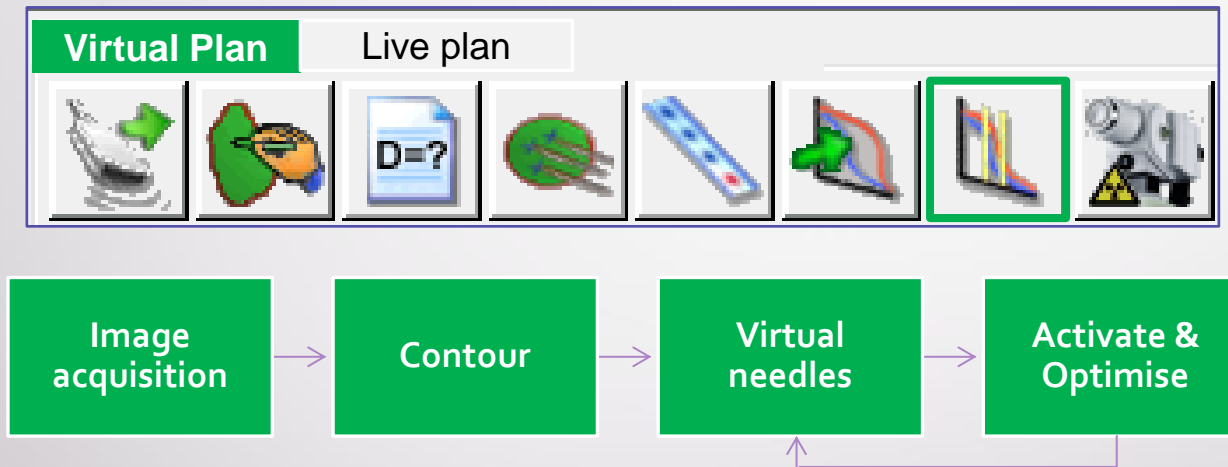 Virtual Plan Live plan
D=?
Image
acquisition
Contour
Virtual
needles
Activate &
Optimise